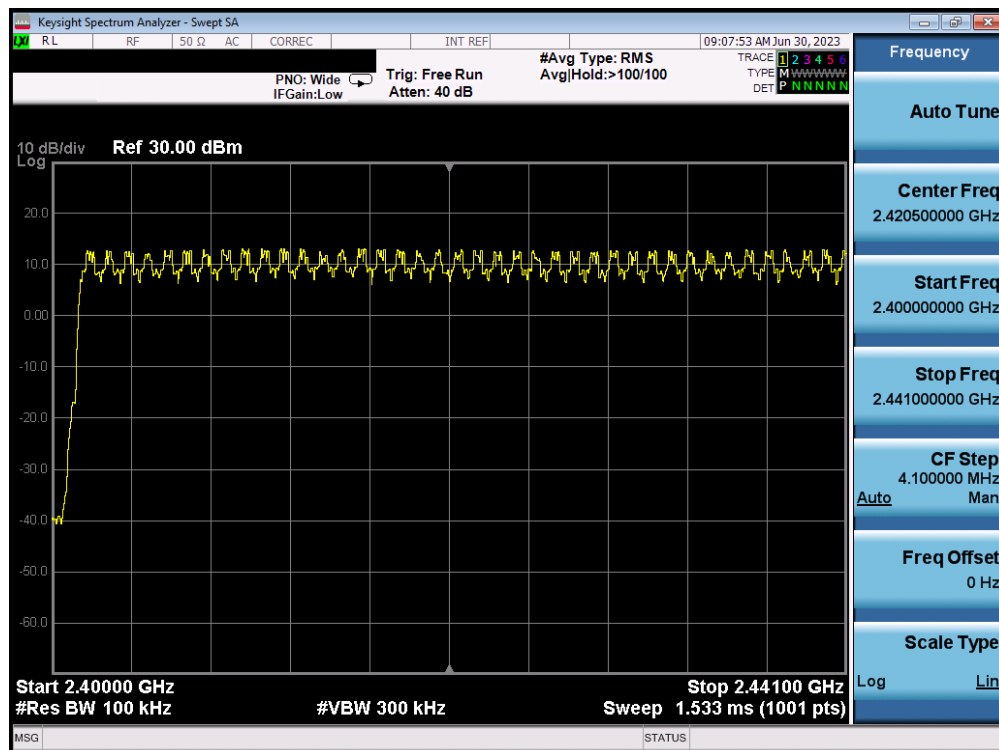 Keysight Spectrum Analyzer - Swept SA
LXI RL RF 50 Ω AC CORREC INT REF 09:07:53 AM Jun 30, 2023
PNO: Wide
IFGain:Low
Trig: Free Run
Atten: 40 dB
#Avg Type: RMS
Avg|Hold:>100/100
TRACE 1 2 3 4 5 6
TYPE M WWWWW
DET P N N N N N
10 dB/div
Log
Ref 30.00 dBm
20.0
10.0
0.00
-10.0
-20.0
-30.0
-40.0
-50.0
-60.0
Start 2.40000 GHz
Stop 2.44100 GHz
#Res BW 100 kHz
#VBW 300 kHz
Sweep 1.533 ms (1001 pts)
MSG
STATUS
Frequency
Auto Tune
Center Freq
2.420500000 GHz
Start Freq
2.400000000 GHz
Stop Freq
2.441000000 GHz
CF Step
4.100000 MHz
Auto Man
Freq Offset
0 Hz
Scale Type
Log Lin